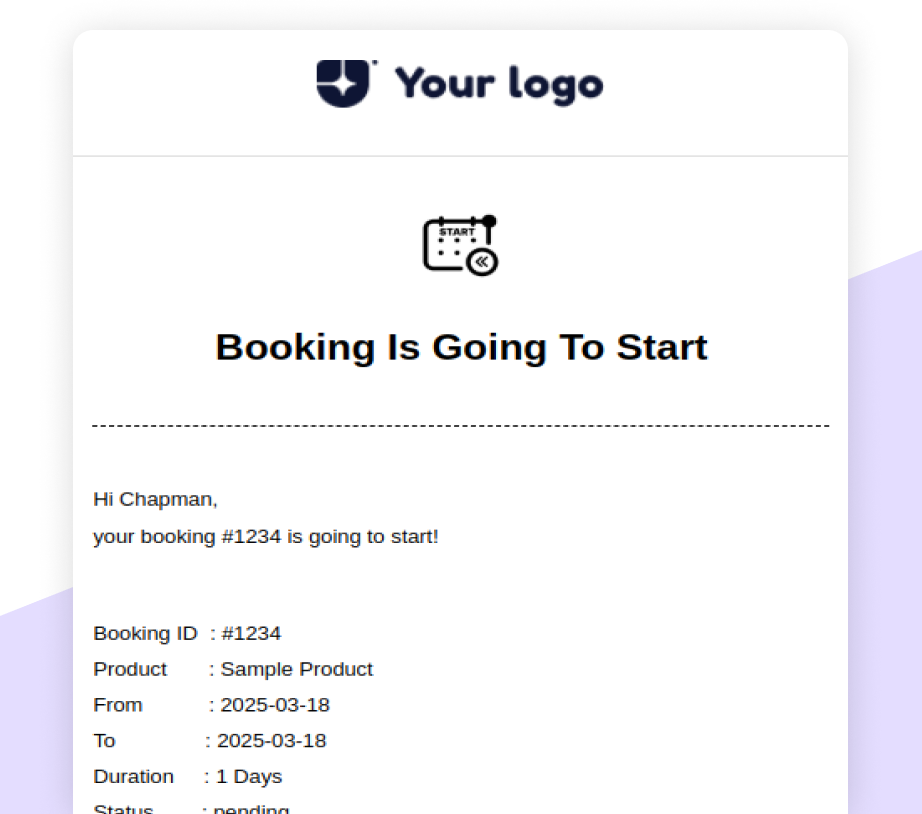 Your logo
START
Booking Is Going To Start
Hi Chapman,
your booking #1234 is going to start!
Booking ID : #1234
Product : Sample Product
From : 2025-03-18
To : 2025-03-18
Duration : 1 Days
Status : pending